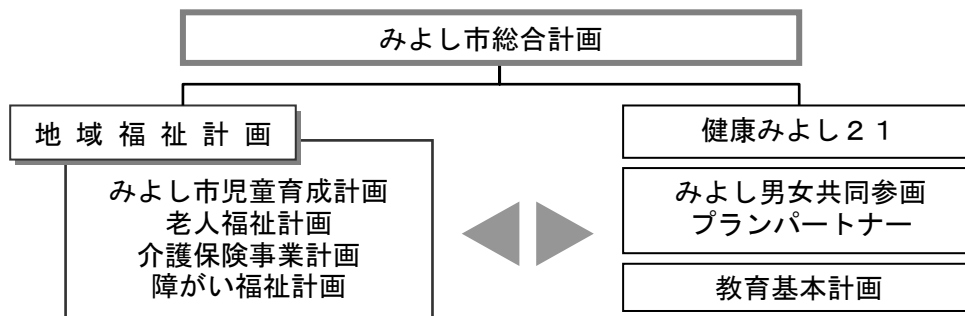 みよし市総合計画
地域福祉計画
みよし市児童育成計画
老人福祉計画
介護保険事業計画
障がい福祉計画
健康みよし２１
みよし男女共同参画
プランパートナー
教育基本計画